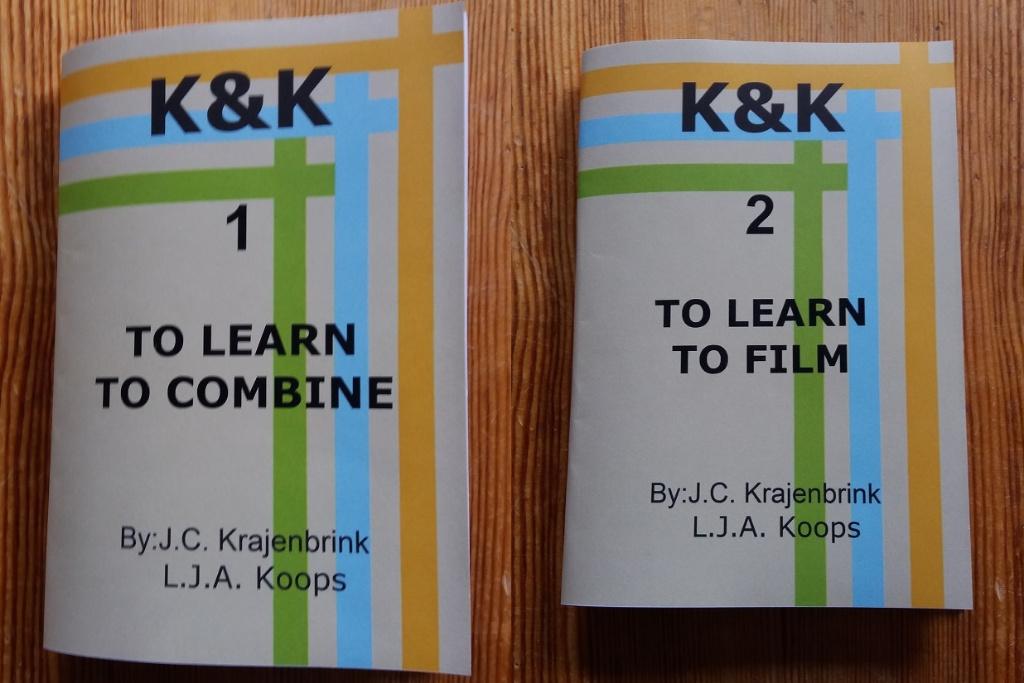 K&K
1
TO LEARN
TO COMBINE
By:J.C. Krajenbrink
L.J.A. Koops
K&K
2
TO LEARN
TO FILM
By:J.C. Krajenbrink
L.J.A. Koops